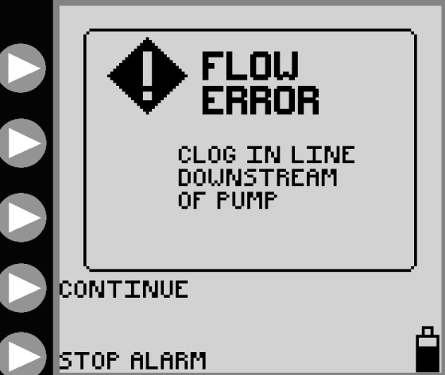 FLOW
ERROR
CLOG IN LINE
DOWNSTREAM
OF PUMP
CONTINUE
STOP ALARM